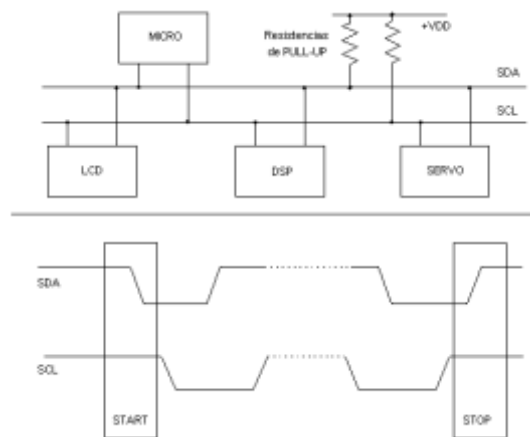 MICRO
Resistencias
de PULL-UP
+VDD
SDA
SCL
LCD
DSP
SERVO
SDA
SCL
START
STOP